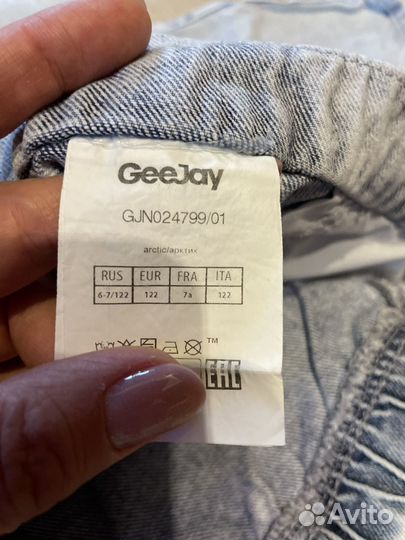 GeeJay
GJN024799/01
arctic/арктик
RUS EUR FRA ITA
6-7/122 122 7a 122
™
EAC
Avito